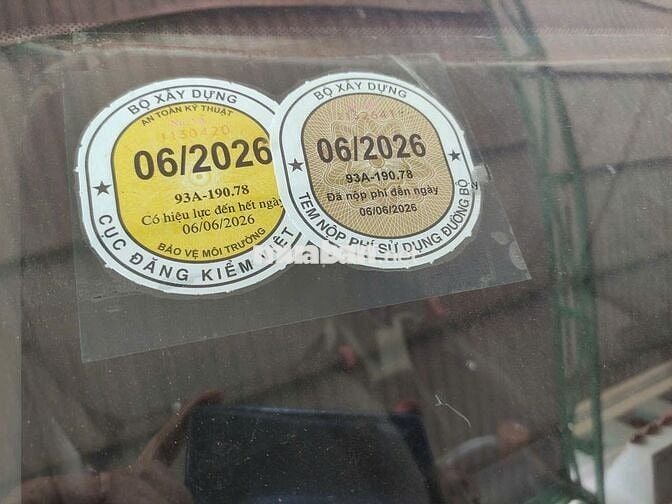 BỘ XÂY DỰNG
AN TOÀN KỸ THUẬT
1130420
06/2026
93A-190.78
Có hiệu lực đến hết ngày
06/06/2026
BẢO VỆ MÔI TRƯỜNG
CỤC ĐĂNG KIỂM VIỆT
BỘ XÂY DỰNG
06/2026
93A-190.78
Đã nộp phí đến ngày
06/06/2026
TEM NỘP PHÍ SỬ DỤNG ĐƯỜNG BỘ